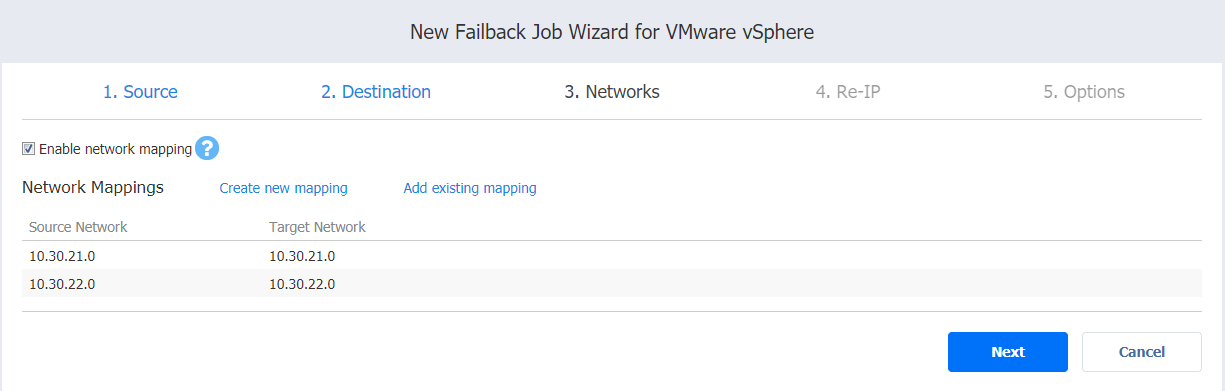 New Failback Job Wizard for VMware vSphere
1. Source 2. Destination 3. Networks 4. Re-IP 5. Options
Enable network mapping ?
Network Mappings Create new mapping Add existing mapping
Source Network Target Network
10.30.21.0 10.30.21.0
10.30.22.0 10.30.22.0
Next Cancel